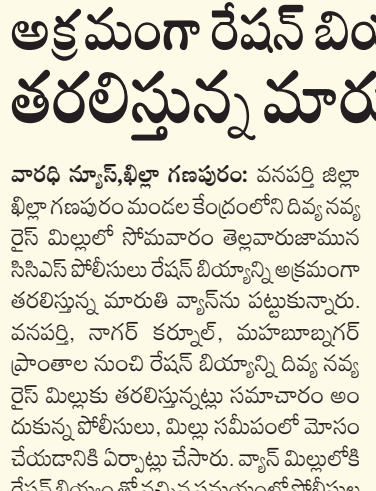 అక్రమంగా రేషన్
తరలిస్తున్న
వారధి న్యూస్,ఖిల్లా గణపురం: వనపర్తి జిల్లా
ఖిల్లా గణపురం మండల కేంద్రంలోని దివ్య నవ్య
రైస్ మిల్లులో సోమవారం తెల్లవారుజామున
సిసిఎస్ పోలీసులు రేషన్ బియ్యాన్ని అక్రమంగా
తరలిస్తున్న మారుతి వ్యాన్‌ను పట్టుకున్నారు.
వనపర్తి, నాగర్ కర్నూల్, మహబూబ్నగర్
ప్రాంతాల నుంచి రేషన్ బియ్యాన్ని దివ్య నవ్య
రైస్ మిల్లుకు తరలిస్తున్నట్లు సమాచారం అం
దుకున్న పోలీసులు, మిల్లు సమీపంలో మోసం
చేయడానికి ఏర్పాట్లు చేసారు. వ్యాన్ మిల్లులోకి